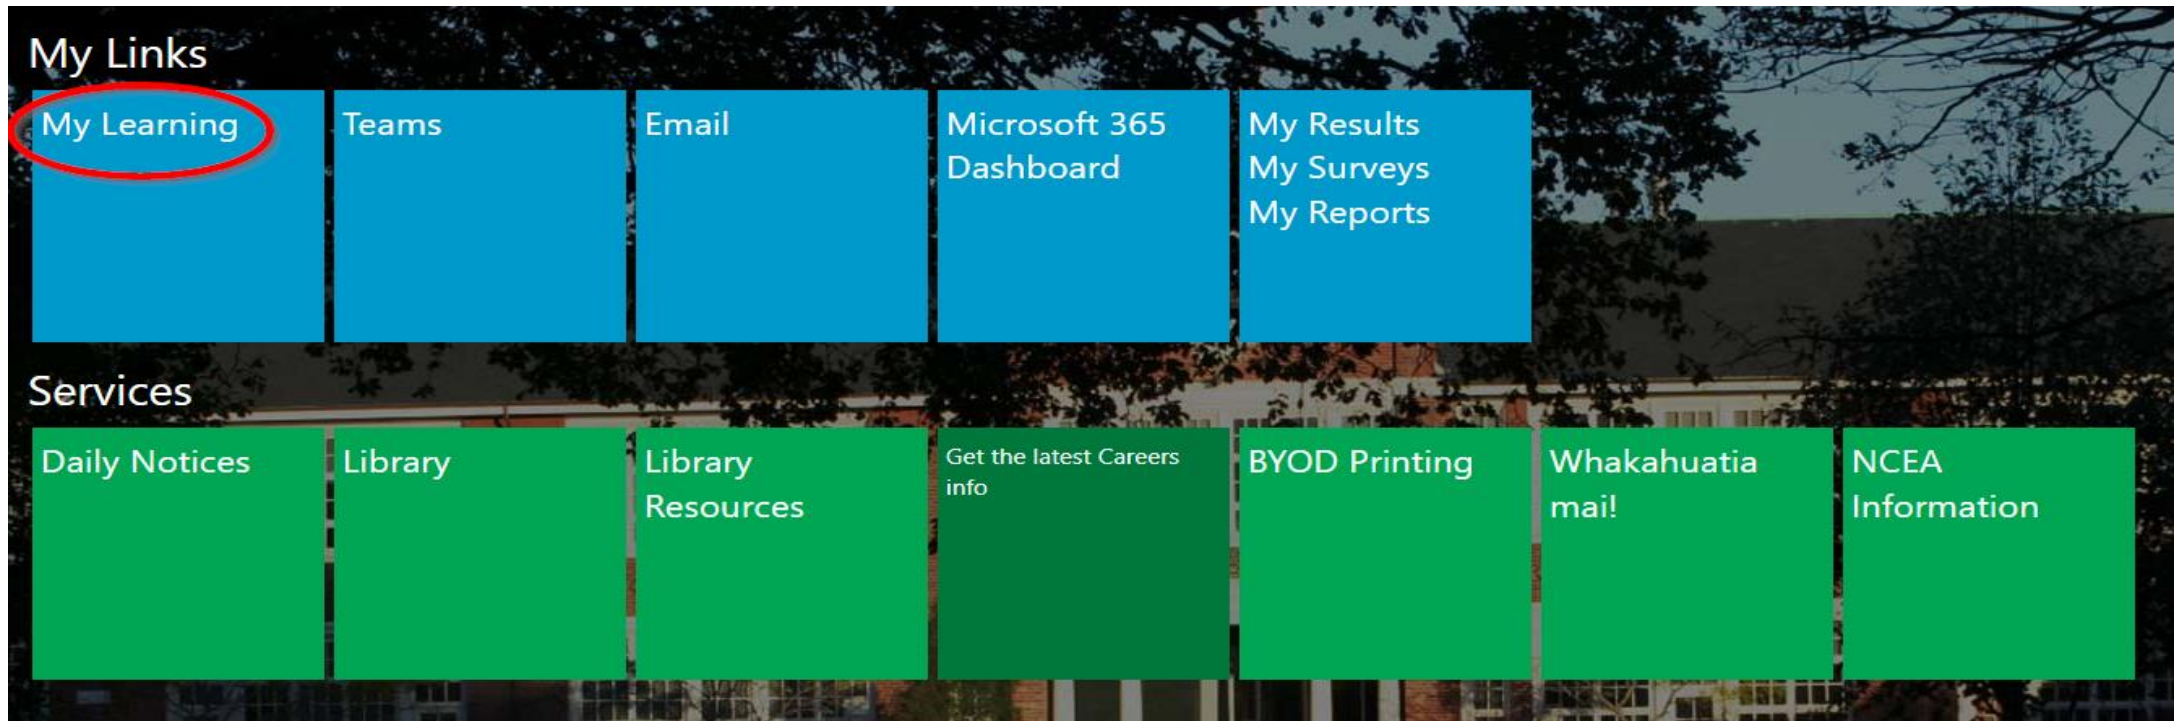 My Links
My Learning
Teams
Email
Microsoft 365
Dashboard
My Results
My Surveys
My Reports
Services
Daily Notices
Library
Library
Resources
Get the latest Careers
info
BYOD Printing
Whakahuatia
mai!
NCEA
Information